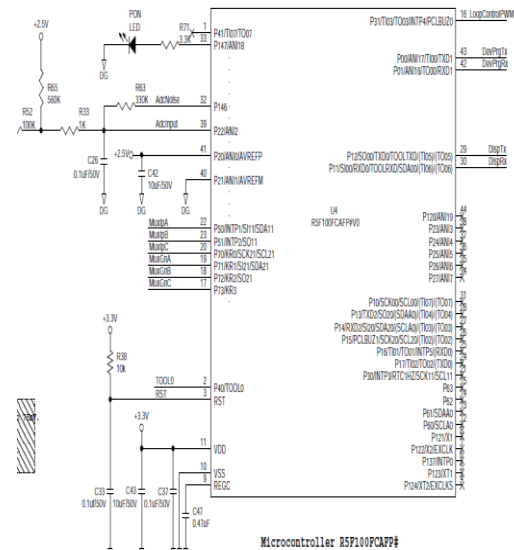 +2.5V
PON
LED
R71
3.3K
DG
R65
560K
R52
100K
R33
1K
R63
330K
AdcNoise
AdcInput
+2.5V
C26
0.1uF/50V
C42
10uF/50V
DG
DG
DG
MuxIpA
MuxIpB
MuxIpC
MuxGnA
MuxGnB
MuxGnC
+3.3V
R38
10k
TOOL0
RST
+3.3V
C33
0.1uf/50V
C43
10uF/50V
C37
0.1uF/50V
C47
0.47uF
1 P41/TI07/TO07
33 P147/ANI18
32 P146
39 P22/ANI2
41 P20/ANI0/AVREFP
40 P21/ANI1/AVREFM
22 P50/INTP1/SI11/SDA11
23 P51/INTP2/SO11
20 P70/KR0/SCK21/SCL21
19 P71/KR1/SI21/SDA21
18 P72/KR2/SO21
17 P73/KR3
2 P40/TOOL0
3 RST
11 VDD
10 VSS
9 REGC
U4
R5F100FCAFP#V0
P31/TI03/TO03/INTP4/PCLBUZ0 16 LoopControlPWM
P00/ANI17/TI00/TXD1 43 DevPrgTx
P01/ANI16/TO00/RXD1 42 DevPrgRx
P12/SO00/TXD0/TOOLTXD/(TI05)/(TO05) 29 DispTx
P11/SI00/RXD0/TOOLRXD/SDA00/(TI06)/(TO06) 30 DispRx
P120/ANI19 44
P23/ANI3
P24/ANI4
P25/ANI5
P26/ANI6
P27/ANI7
P10/SCK00/SCL00/(TI07)/(TO07) 31
P13/TXD2/SO20/(SDAA0)/(TI04)/(TO04)
P14/RXD2/SI20/SDA20/(SCLA0)/(TI03)/(TO03)
P15/PCLBUZ1/SCK20/SCL20/(TI02)/(TO02)
P16/TI01/TO01/INTP5/(RXD0)
P17/TI02/TO02/(TXD0)
P30/INTP3/RTC1HZ/SCK11/SCL11
P63
P62
P61/SDAA0
P60/SCLA0
P121/X1
P122/X2/EXCLK
P137/INTP0
P123/XT1
P124/XT2/EXCLKS
Microcontroller R5F100FCAFP#